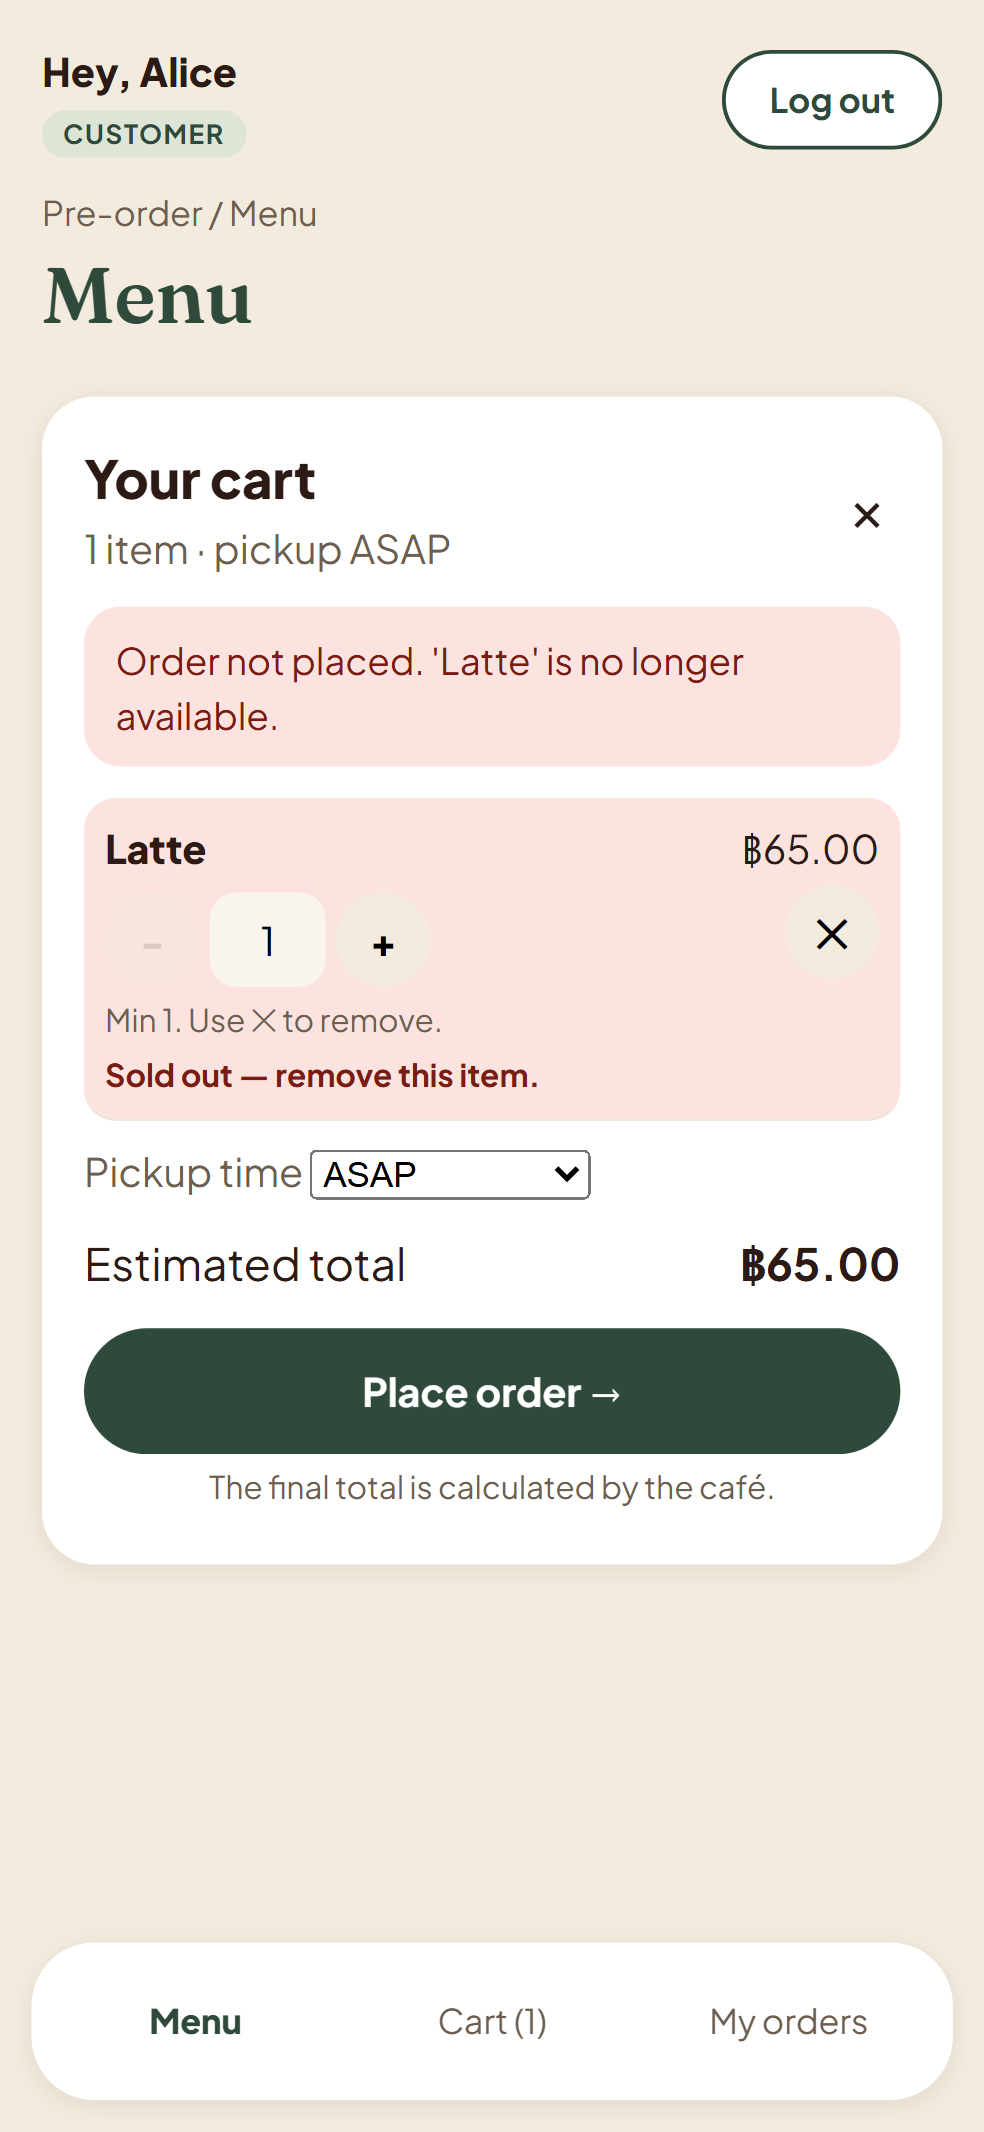 Hey, Alice
Log out
CUSTOMER
Pre-order / Menu
Menu
Your cart
1 item · pickup ASAP
×
Order not placed. 'Latte' is no longer
available.
Latte
฿65.00
−
1
+
×
Min 1. Use × to remove.
Sold out — remove this item.
Pickup time
ASAP
Estimated total
฿65.00
Place order →
The final total is calculated by the café.
Menu
Cart (1)
My orders